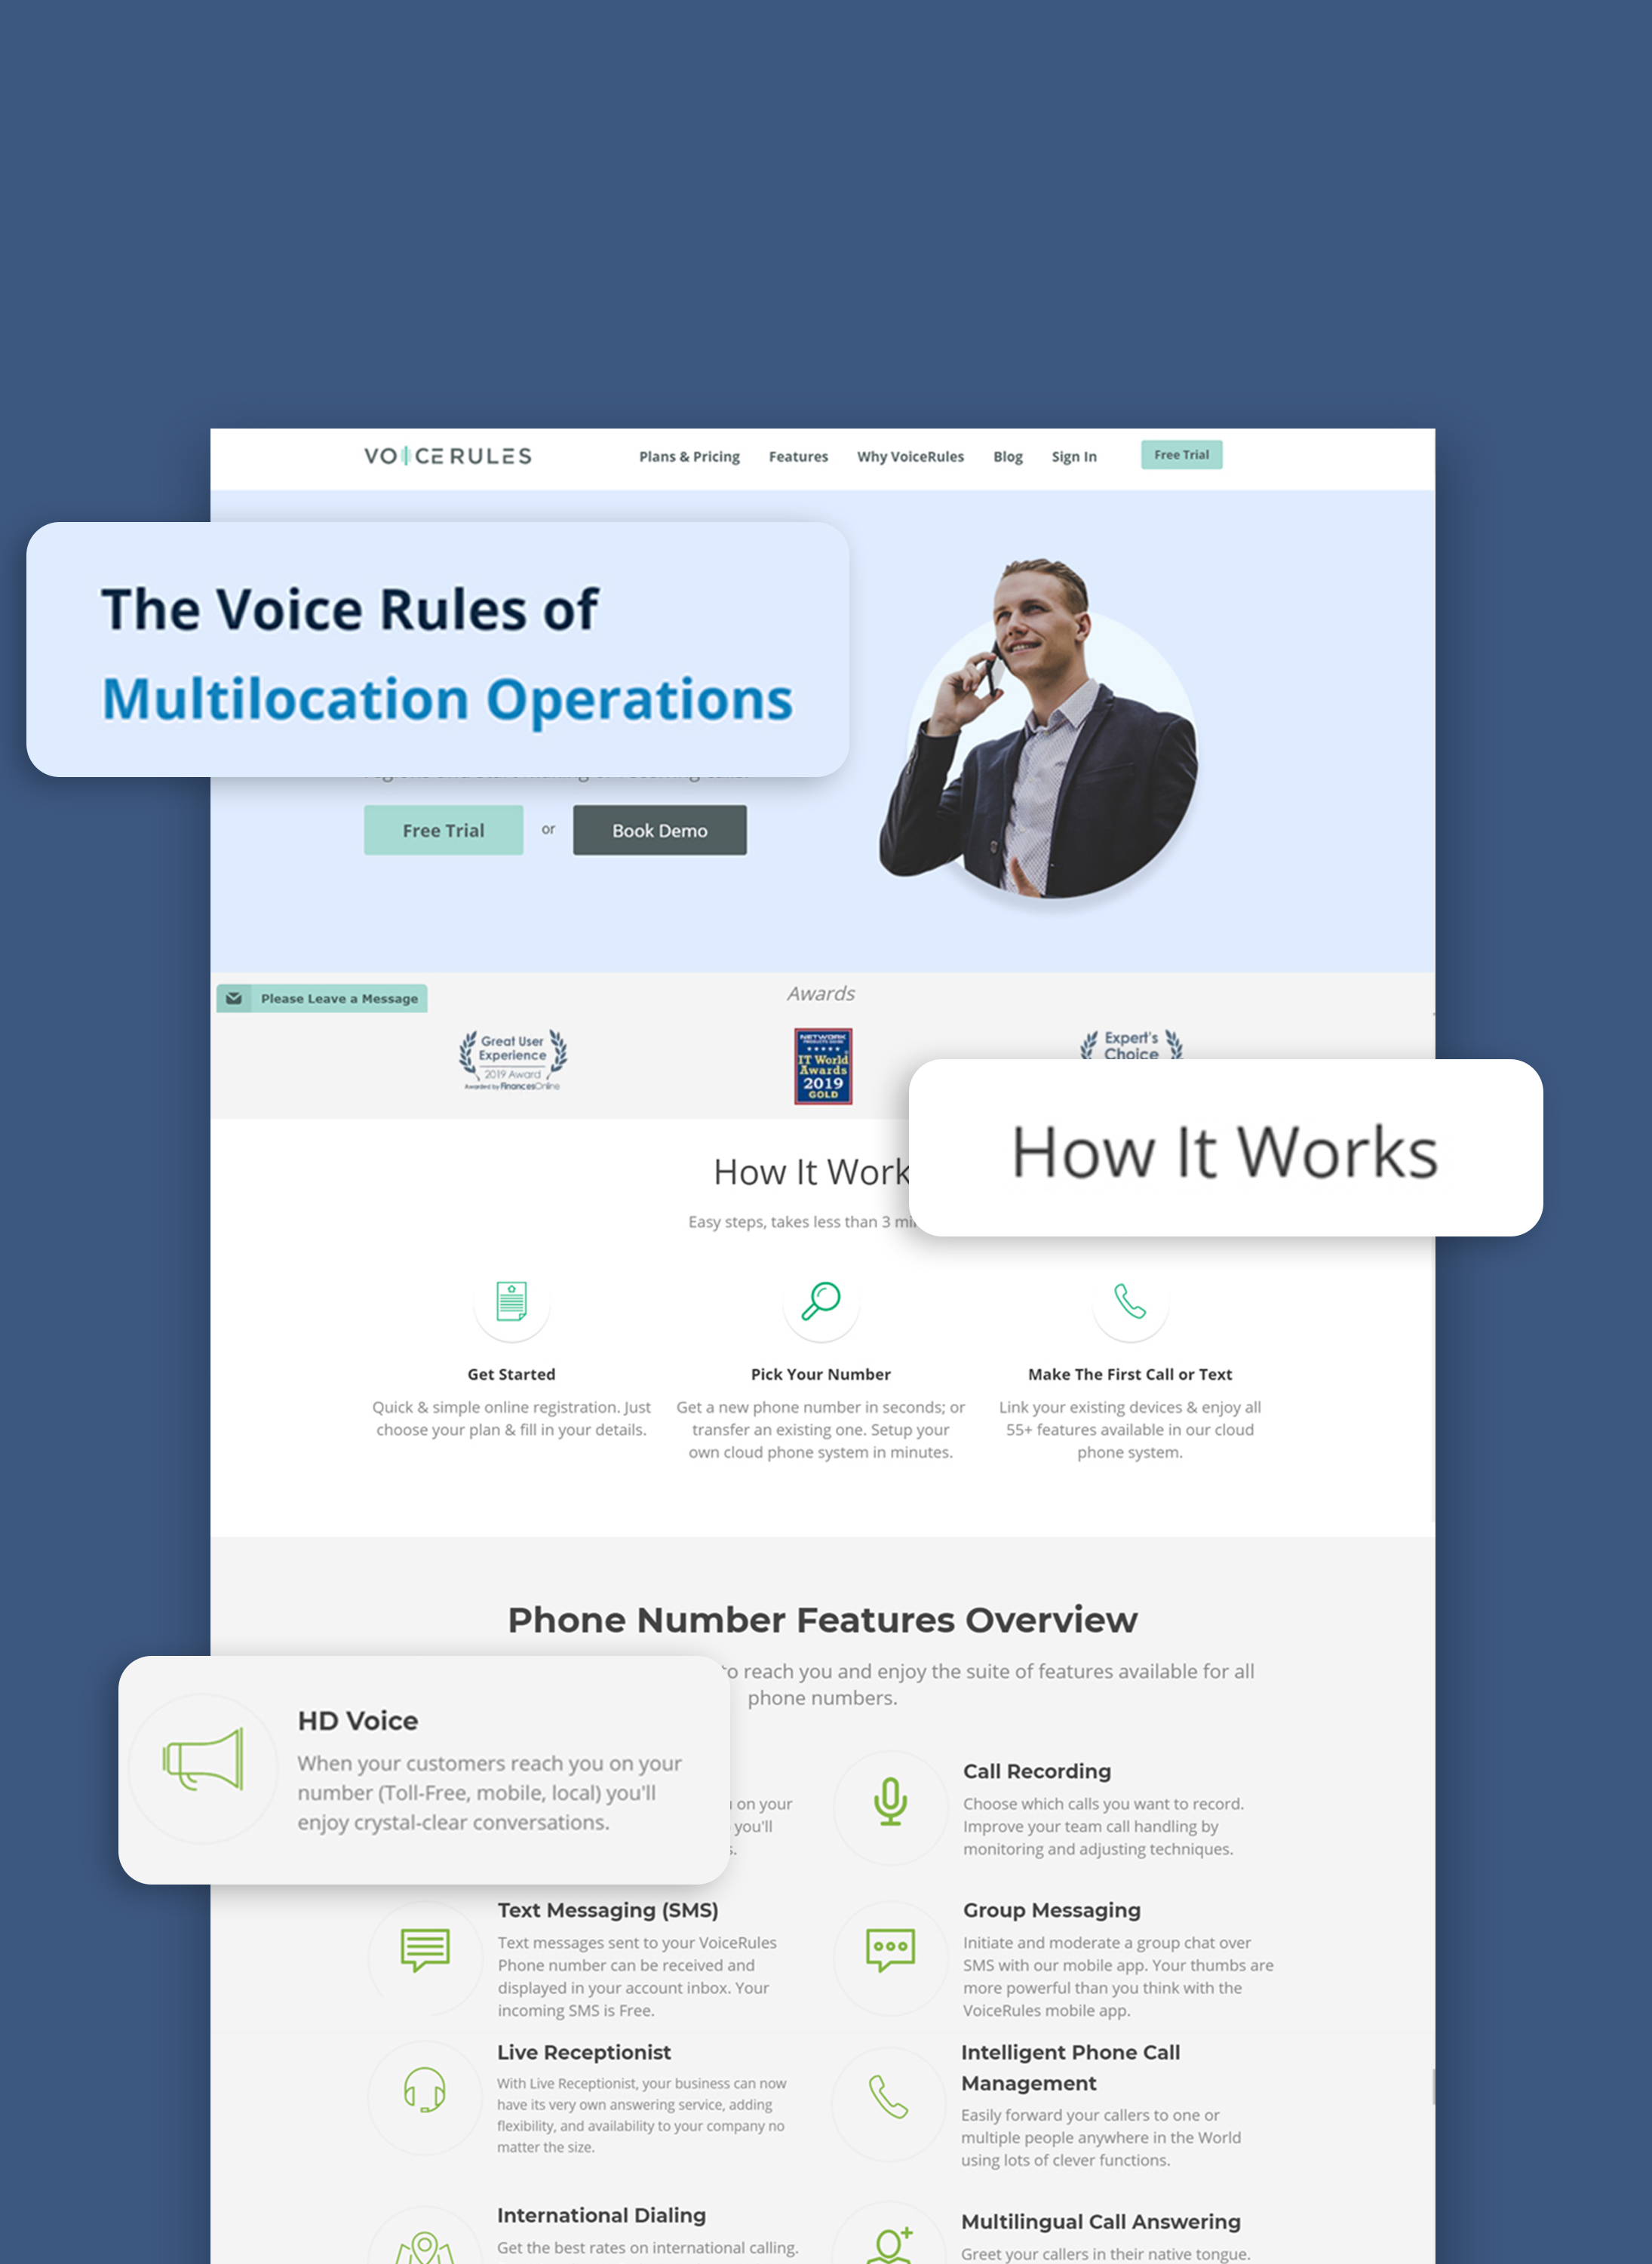 VOICERULES
Plans & Pricing
Features
Why VoiceRules
Blog
Sign In
Free Trial
The Voice Rules of
Multilocation Operations
Free Trial
or
Book Demo
Please Leave a Message
Awards
Great User
Experience
2019 Award
Awarded by FinancesOnline
NETWORK
PRODUCTS GUIDE
IT World
Awards
2019
GOLD
Expert's
Choice
How It Works
How It Work
Easy steps, takes less than 3
Get Started
Quick & simple online registration. Just
choose your plan & fill in your details.
Pick Your Number
Get a new phone number in seconds; or
transfer an existing one. Setup your
own cloud phone system in minutes.
Make The First Call or Text
Link your existing devices & enjoy all
55+ features available in our cloud
phone system.
Phone Number Features Overview
to reach you and enjoy the suite of features available for all
phone numbers.
HD Voice
When your customers reach you on your
number (Toll-Free, mobile, local) you'll
enjoy crystal-clear conversations.
on your
you'll
s.
Call Recording
Choose which calls you want to record.
Improve your team call handling by
monitoring and adjusting techniques.
Text Messaging (SMS)
Text messages sent to your VoiceRules
Phone number can be received and
displayed in your account inbox. Your
incoming SMS is Free.
Group Messaging
Initiate and moderate a group chat over
SMS with our mobile app. Your thumbs are
more powerful than you think with the
VoiceRules mobile app.
Live Receptionist
With Live Receptionist, your business can now
have its very own answering service, adding
flexibility, and availability to your company no
matter the size.
Intelligent Phone Call
Management
Easily forward your callers to one or
multiple people anywhere in the World
using lots of clever functions.
International Dialing
Get the best rates on international calling.
Multilingual Call Answering
Greet your callers in their native tongue.